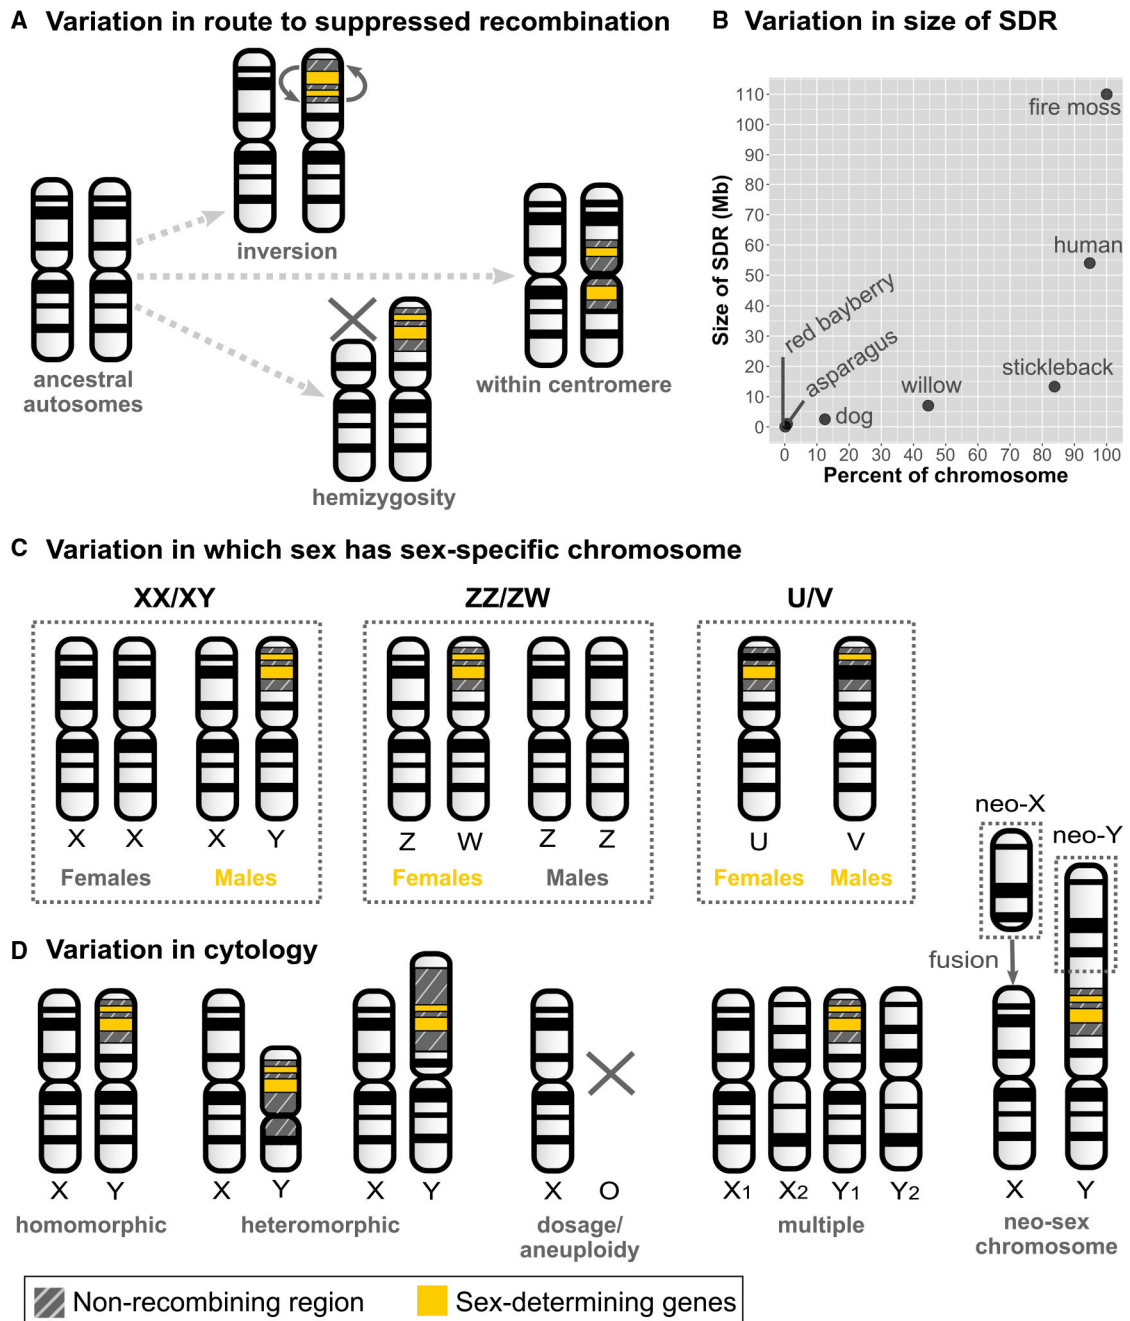 A Variation in route to suppressed recombination
inversion
ancestral
autosomes
within centromere
hemizygosity
B Variation in size of SDR
Size of SDR (Mb)
110
100
90
80
70
60
50
40
30
20
10
0
fire moss
human
stickleback
willow
dog
asparagus
red bayberry
0 10 20 30 40 50 60 70 80 90 100
Percent of chromosome
C Variation in which sex has sex-specific chromosome
XX/XY
ZZ/ZW
U/V
X X X Y
Females Males
Z W Z Z
Females Males
U V
Females Males
D Variation in cytology
neo-X
neo-Y
fusion
X Y
homomorphic
X Y X Y
heteromorphic
X O
dosage/
aneuploidy
X1 X2 Y1 Y2
multiple
X Y
neo-sex
chromosome
Non-recombining region
Sex-determining genes